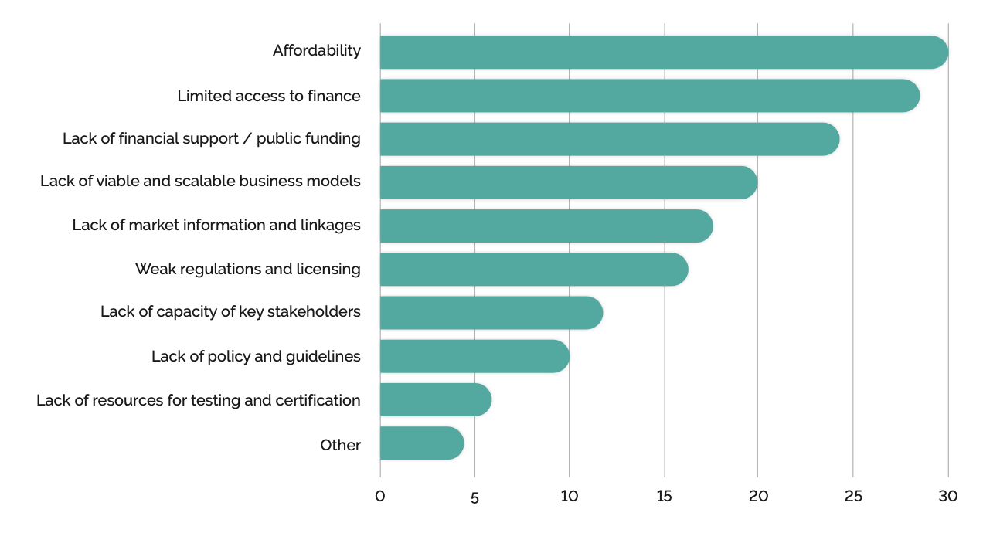 Affordability
Limited access to finance
Lack of financial support / public funding
Lack of viable and scalable business models
Lack of market information and linkages
Weak regulations and licensing
Lack of capacity of key stakeholders
Lack of policy and guidelines
Lack of resources for testing and certification
Other
0 5 10 15 20 25 30